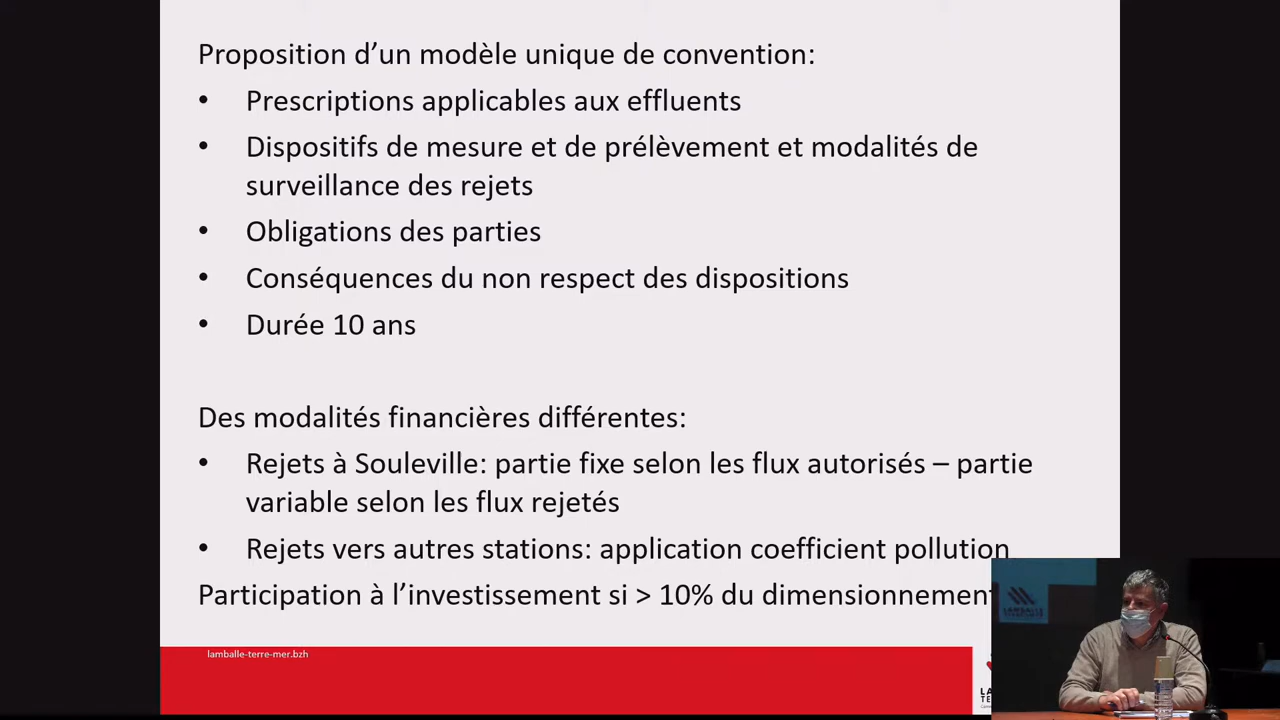 Proposition d’un modèle unique de convention:
• Prescriptions applicables aux effluents
• Dispositifs de mesure et de prélèvement et modalités de
surveillance des rejets
• Obligations des parties
• Conséquences du non respect des dispositions
• Durée 10 ans
Des modalités financières différentes:
• Rejets à Souleville: partie fixe selon les flux autorisés – partie
variable selon les flux rejetés
• Rejets vers autres stations: application coefficient pollution
Participation à l’investissement si > 10% du dimensionnement
lamballe-terre-mer.bzh
LAMBALLE